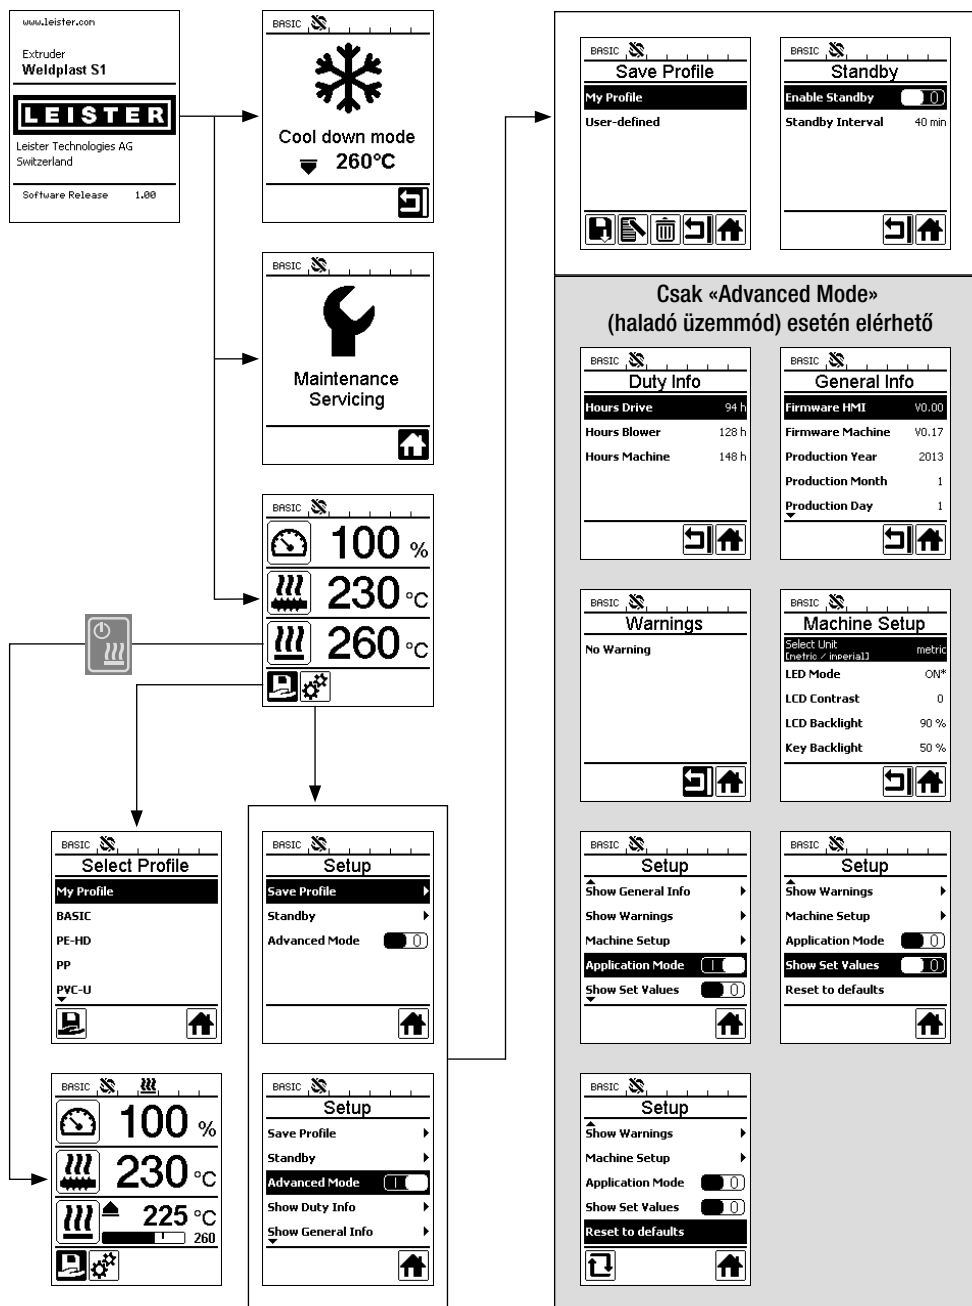 www.leister.com
Extruder
Weldplast S1
LEISTER
Leister Technologies AG
Switzerland
Software Release 1.00
BASIC
Cool down mode
260°C
BASIC
Maintenance
Servicing
BASIC
100 %
230 °C
260 °C
BASIC
Select Profile
My Profile
BASIC
PE-HD
PP
PVC-U
BASIC
100 %
230 °C
225 °C
260
BASIC
Setup
Save Profile
Standby
Advanced Mode 0
BASIC
Setup
Save Profile
Standby
Advanced Mode I
Show Duty Info
Show General Info
BASIC
Save Profile
My Profile
User-defined
BASIC
Standby
Enable Standby 0
Standby Interval 40 min
Csak «Advanced Mode»
(haladó üzemmód) esetén elérhető
BASIC
Duty Info
Hours Drive 94 h
Hours Blower 128 h
Hours Machine 148 h
BASIC
General Info
Firmware HMI V0.00
Firmware Machine V0.17
Production Year 2013
Production Month 1
Production Day 1
BASIC
Warnings
No Warning
BASIC
Machine Setup
Select Unit
[metric / imperial] metric
LED Mode ON*
LCD Contrast 0
LCD Backlight 90 %
Key Backlight 50 %
BASIC
Setup
Show General Info
Show Warnings
Machine Setup
Application Mode I
Show Set Values 0
BASIC
Setup
Show Warnings
Machine Setup
Application Mode 0
Show Set Values 0
Reset to defaults
BASIC
Setup
Show Warnings
Machine Setup
Application Mode 0
Show Set Values 0
Reset to defaults